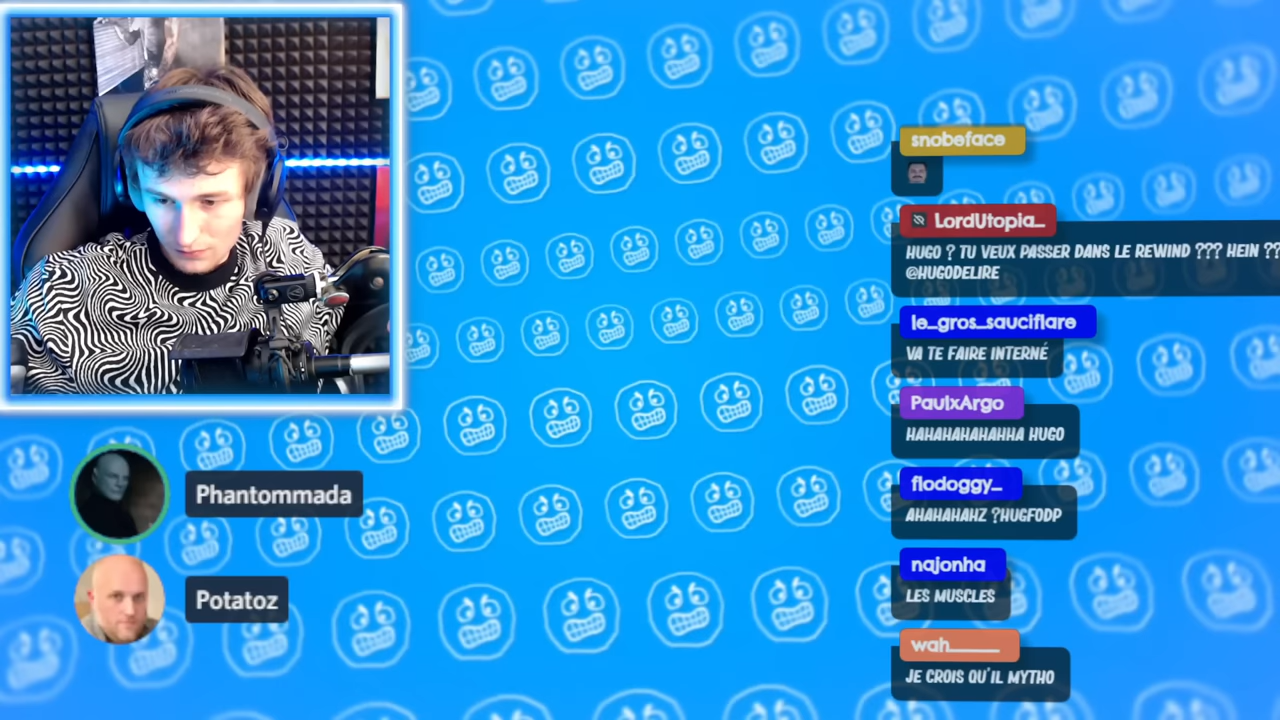 snobeface
LordUtopia_
HUGO ? TU VEUX PASSER DANS LE REWIND ??? HEIN ??
@HUGODELIRE
le_gros_sauciflare
VA TE FAIRE INTERNÉ
PaulxArgo
HAHAHAHAHAHHA HUGO
flodoggy_
AHAHAHAHZ ?HUGFODP
najonha
LES MUSCLES
wah______
JE CROIS QU'IL MYTHO
Phantommada
Potatoz